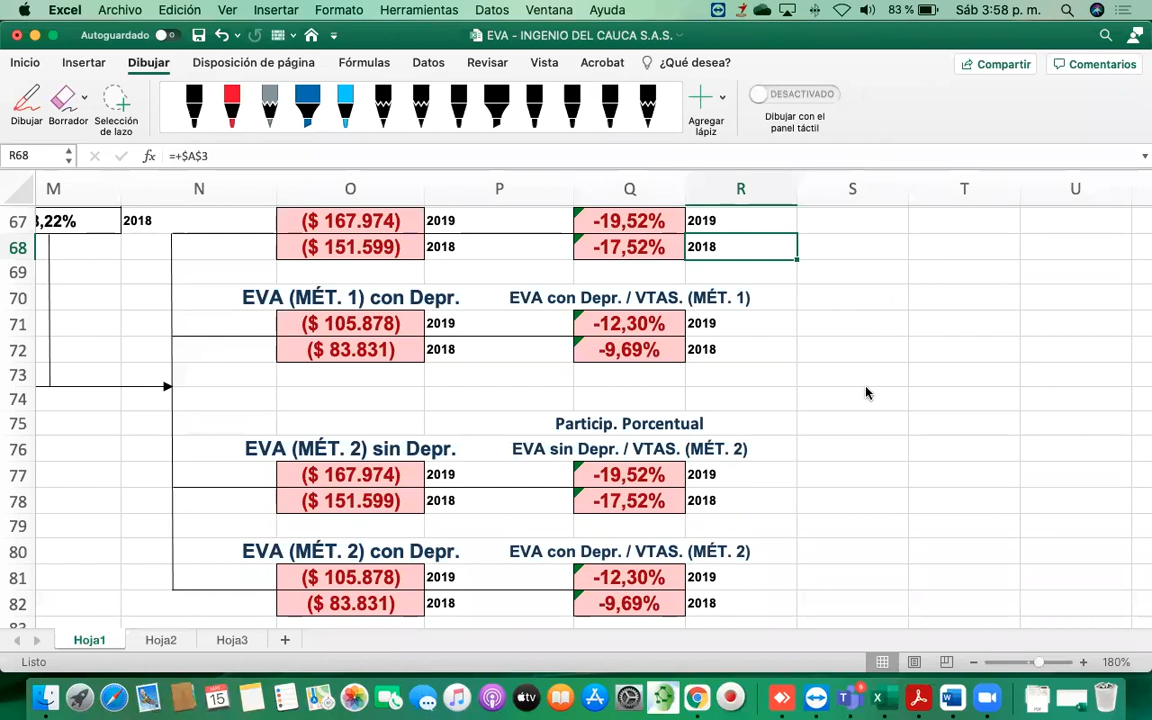 Excel Archivo Edición Ver Insertar Formato Herramientas Datos Ventana Ayuda 83 % Sáb 3:58 p. m.
Autoguardado EVA - INGENIO DEL CAUCA S.A.S.
Inicio Insertar Dibujar Disposición de página Fórmulas Datos Revisar Vista Acrobat ¿Qué desea? Compartir Comentarios
DESACTIVADO
Dibujar Borrador Selección de lazo Agregar lápiz Dibujar con el panel táctil
R68 fx =+$A$3
M N O P Q R S T U
67 3,22% 2018 ($ 167.974) 2019 -19,52% 2019
68 ($ 151.599) 2018 -17,52% 2018
69
70 EVA (MÉT. 1) con Depr. EVA con Depr. / VTAS. (MÉT. 1)
71 ($ 105.878) 2019 -12,30% 2019
72 ($ 83.831) 2018 -9,69% 2018
73
74
75 Particip. Porcentual
76 EVA (MÉT. 2) sin Depr. EVA sin Depr. / VTAS. (MÉT. 2)
77 ($ 167.974) 2019 -19,52% 2019
78 ($ 151.599) 2018 -17,52% 2018
79
80 EVA (MÉT. 2) con Depr. EVA con Depr. / VTAS. (MÉT. 2)
81 ($ 105.878) 2019 -12,30% 2019
82 ($ 83.831) 2018 -9,69% 2018
Hoja1 Hoja2 Hoja3 +
Listo 180%
15 tv